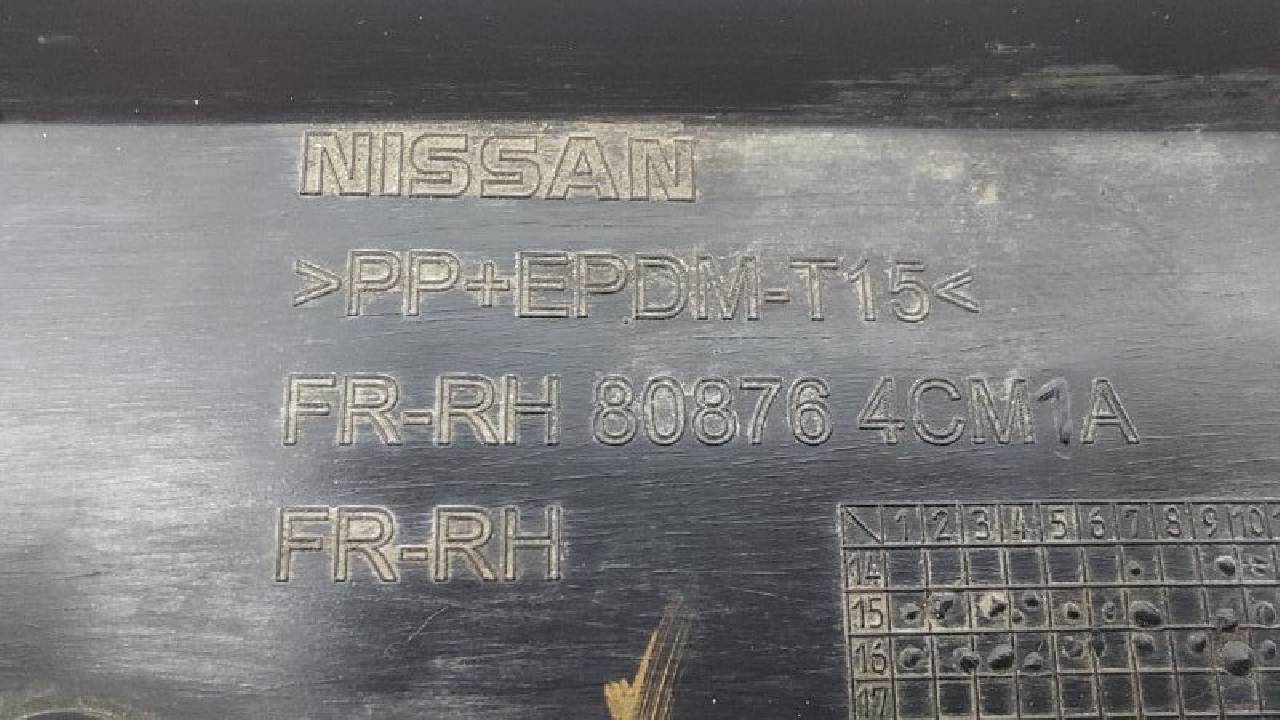 NISSAN
>PP+EPDM-T15<
FR-RH 80876 4CM1A
FR-RH
1 2 3 4 5 6 7 8 9 10
14
15
16
17